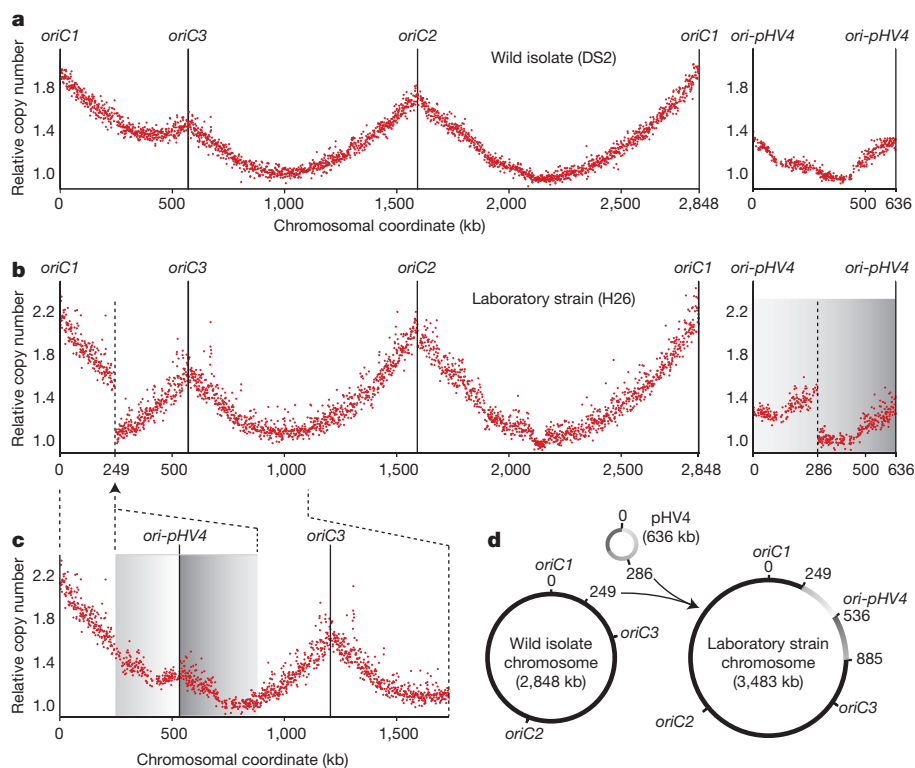 a
oriC1 oriC3 oriC2 oriC1 ori-pHV4 ori-pHV4
Wild isolate (DS2)
Relative copy number
1.8 1.8
1.4 1.4
1.0 1.0
0 500 1,000 1,500 2,000 2,500 2,848 0 500 636
Chromosomal coordinate (kb)
b
oriC1 oriC3 oriC2 oriC1 ori-pHV4 ori-pHV4
Laboratory strain (H26)
Relative copy number
2.2 2.2
1.8 1.8
1.4 1.4
1.0 1.0
0 249 500 1,000 1,500 2,000 2,500 2,848 0 286 500 636
c
ori-pHV4 oriC3
Relative copy number
2.2
1.8
1.4
1.0
0 500 1,000 1,500
Chromosomal coordinate (kb)
d
0 pHV4
(636 kb)
286
oriC1
0
249
oriC3
Wild isolate
chromosome
(2,848 kb)
oriC2
oriC1
0
249
ori-pHV4
536
885
oriC3
Laboratory strain
chromosome
(3,483 kb)
oriC2